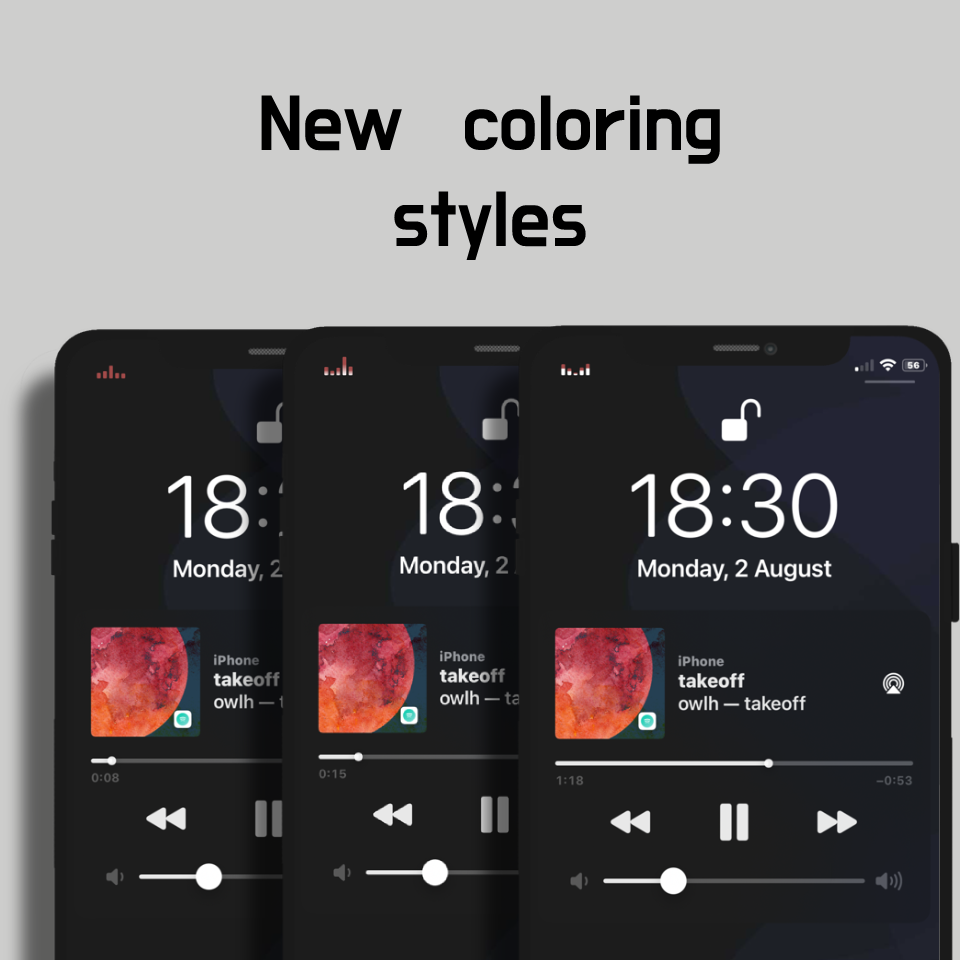 New coloring
styles
18:
Monday, 2
iPhone
takeoff
owlh —
0:08
18:
Monday, 2
iPhone
takeoff
owlh — ta
0:15
56
18:30
Monday, 2 August
iPhone
takeoff
owlh — takeoff
1:18
−0:53